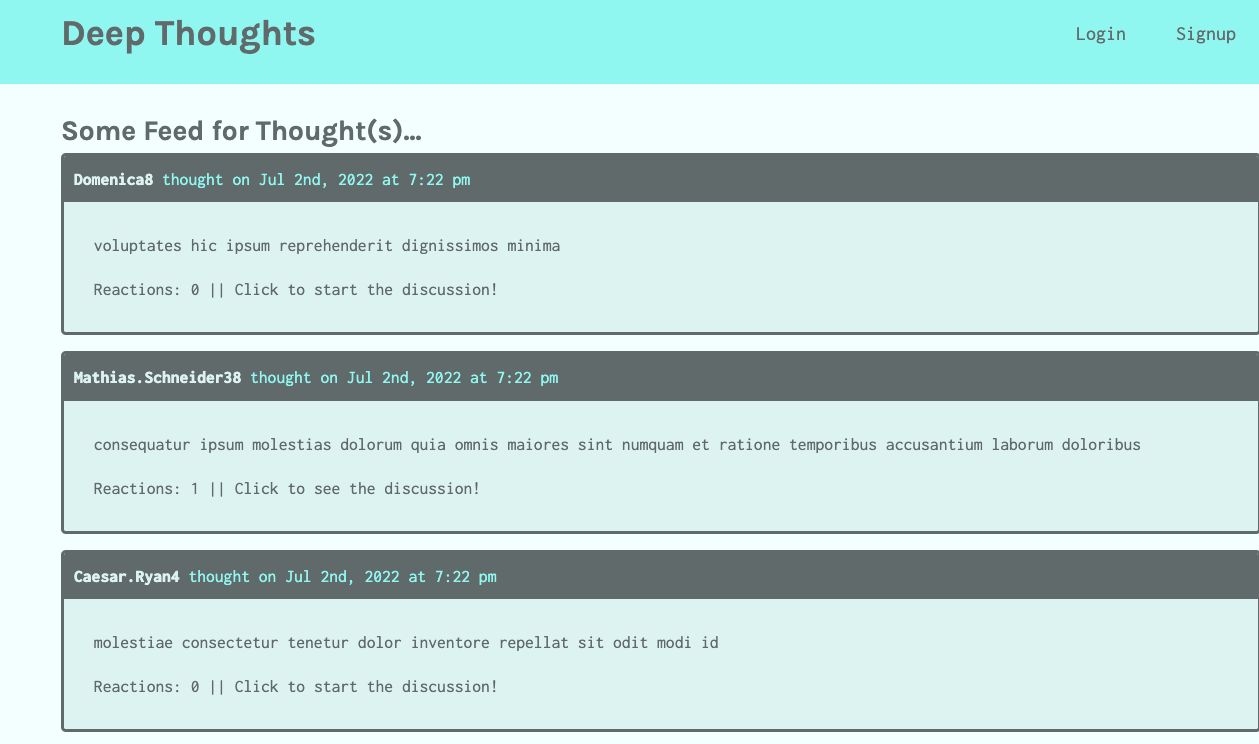 Deep Thoughts
Login Signup
Some Feed for Thought(s)...
Domenica8 thought on Jul 2nd, 2022 at 7:22 pm
voluptates hic ipsum reprehenderit dignissimos minima
Reactions: 0 || Click to start the discussion!
Mathias.Schneider38 thought on Jul 2nd, 2022 at 7:22 pm
consequatur ipsum molestias dolorum quia omnis maiores sint numquam et ratione temporibus accusantium laborum doloribus
Reactions: 1 || Click to see the discussion!
Caesar.Ryan4 thought on Jul 2nd, 2022 at 7:22 pm
molestiae consectetur tenetur dolor inventore repellat sit odit modi id
Reactions: 0 || Click to start the discussion!